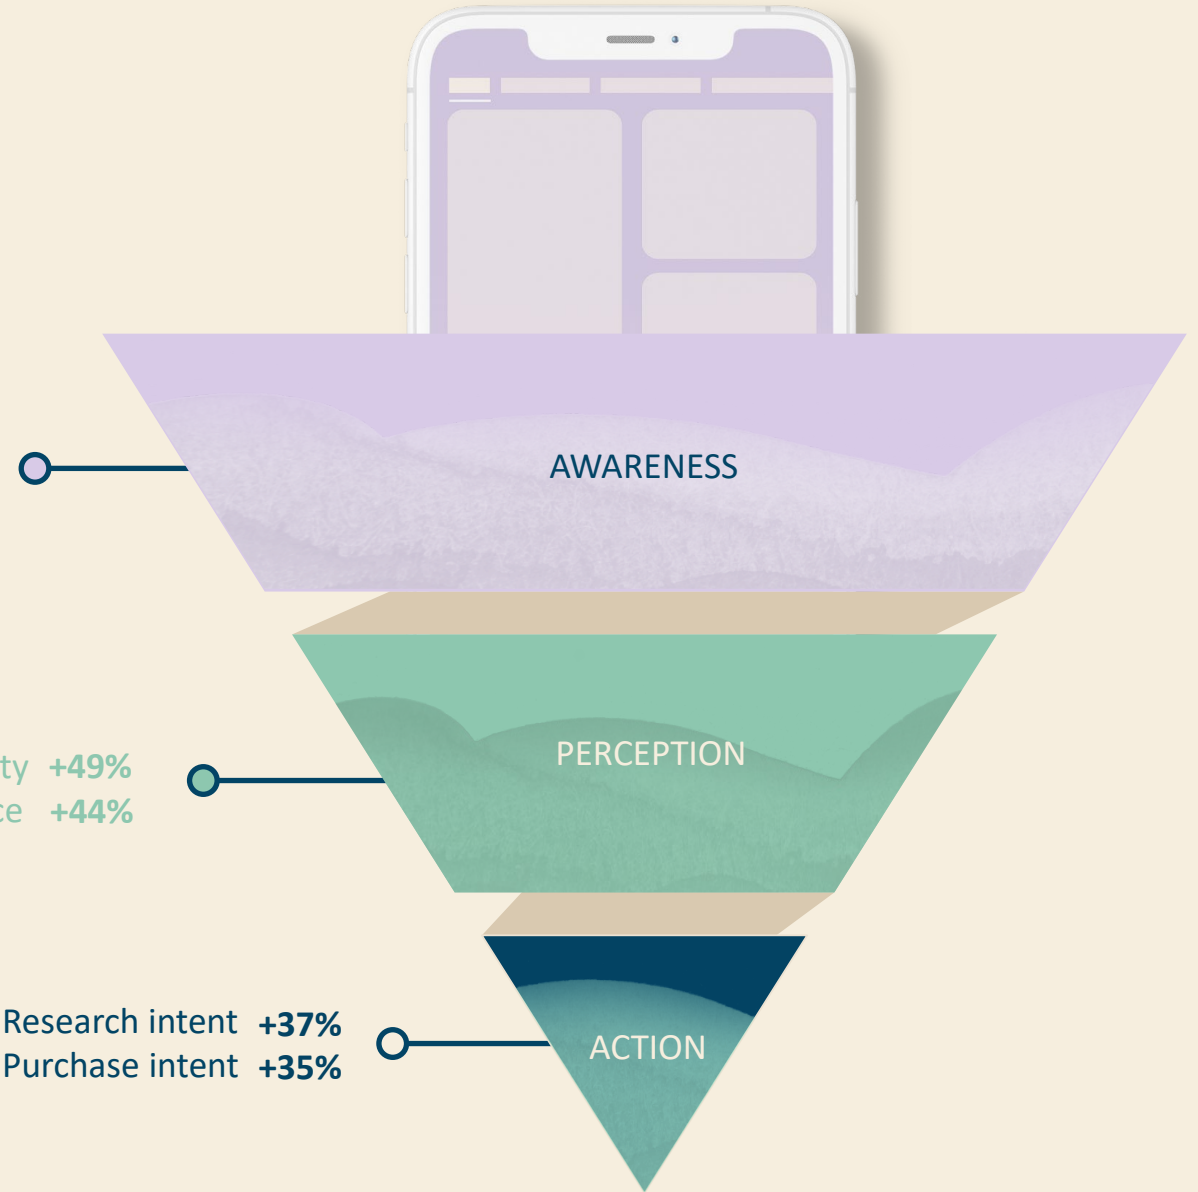 AWARENESS
ty +49%
ce +44%
PERCEPTION
Research intent +37%
Purchase intent +35%
ACTION